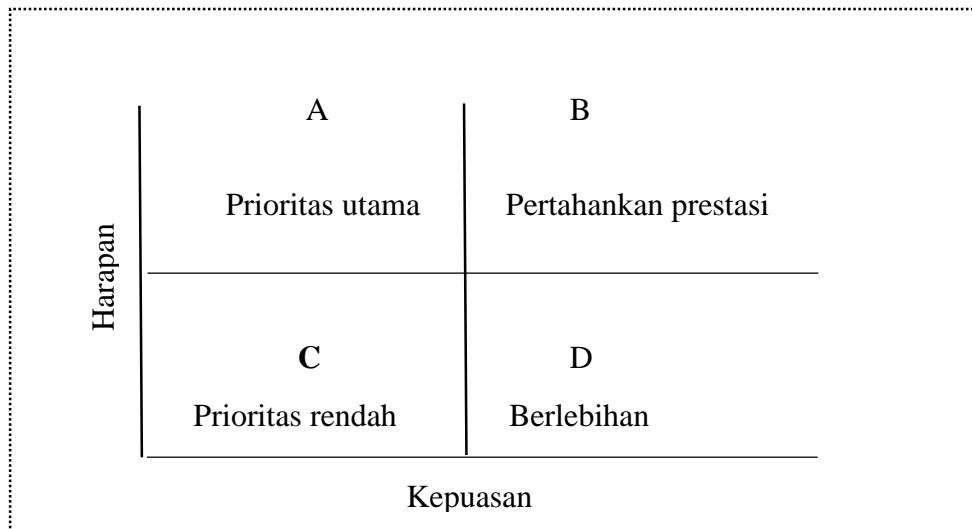 A
B
Prioritas utama
Pertahankan prestasi
Harapan
C
D
Prioritas rendah
Berlebihan
Kepuasan